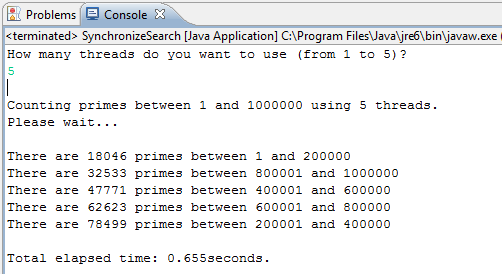 Problems Console
<terminated> SynchronizeSearch [Java Application] C:\Program Files\Java\jre6\bin\javaw.exe (
How many threads do you want to use (from 1 to 5)?
5
Counting primes between 1 and 1000000 using 5 threads.
Please wait...
There are 18046 primes between 1 and 200000
There are 32533 primes between 800001 and 1000000
There are 47771 primes between 400001 and 600000
There are 62623 primes between 600001 and 800000
There are 78499 primes between 200001 and 400000
Total elapsed time: 0.655seconds.